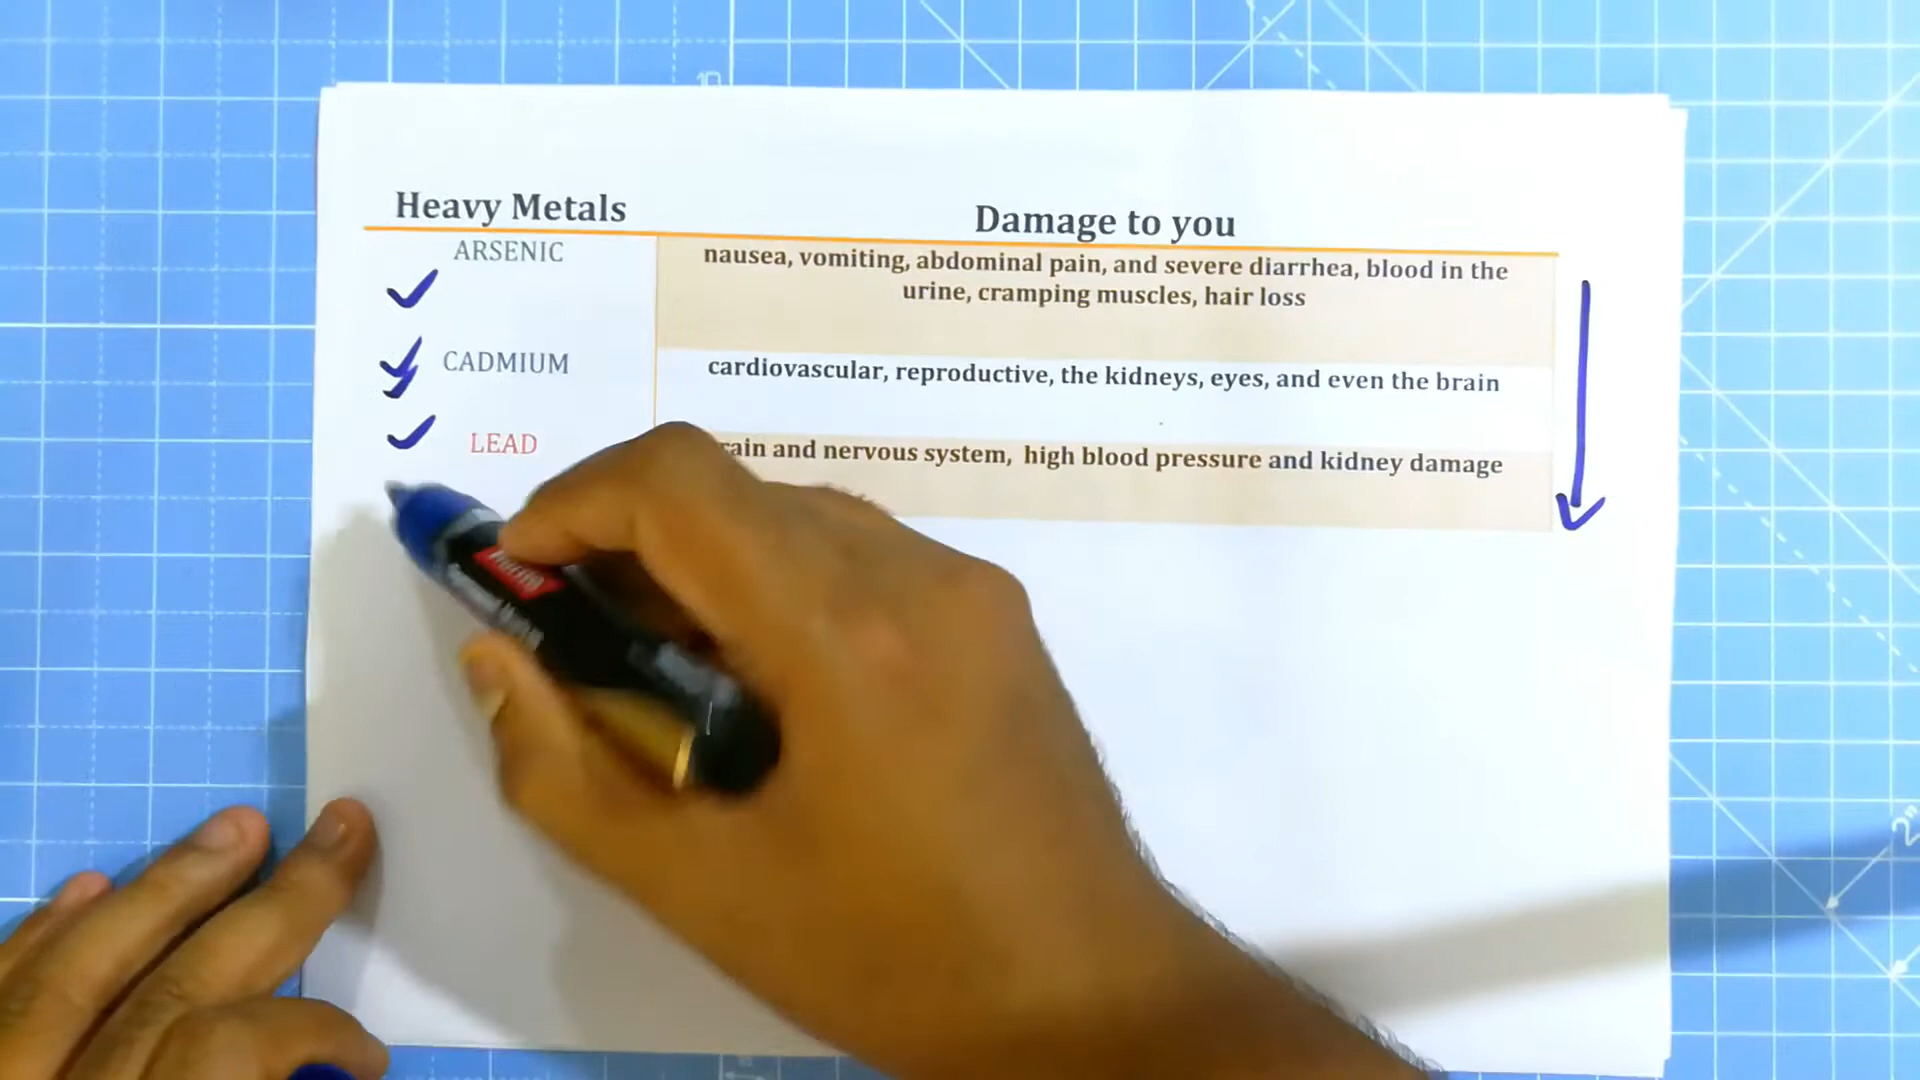 10
Heavy Metals
Damage to you
ARSENIC
nausea, vomiting, abdominal pain, and severe diarrhea, blood in the
urine, cramping muscles, hair loss
CADMIUM
cardiovascular, reproductive, the kidneys, eyes, and even the brain
LEAD
and nervous system, high blood pressure and kidney damage
2"